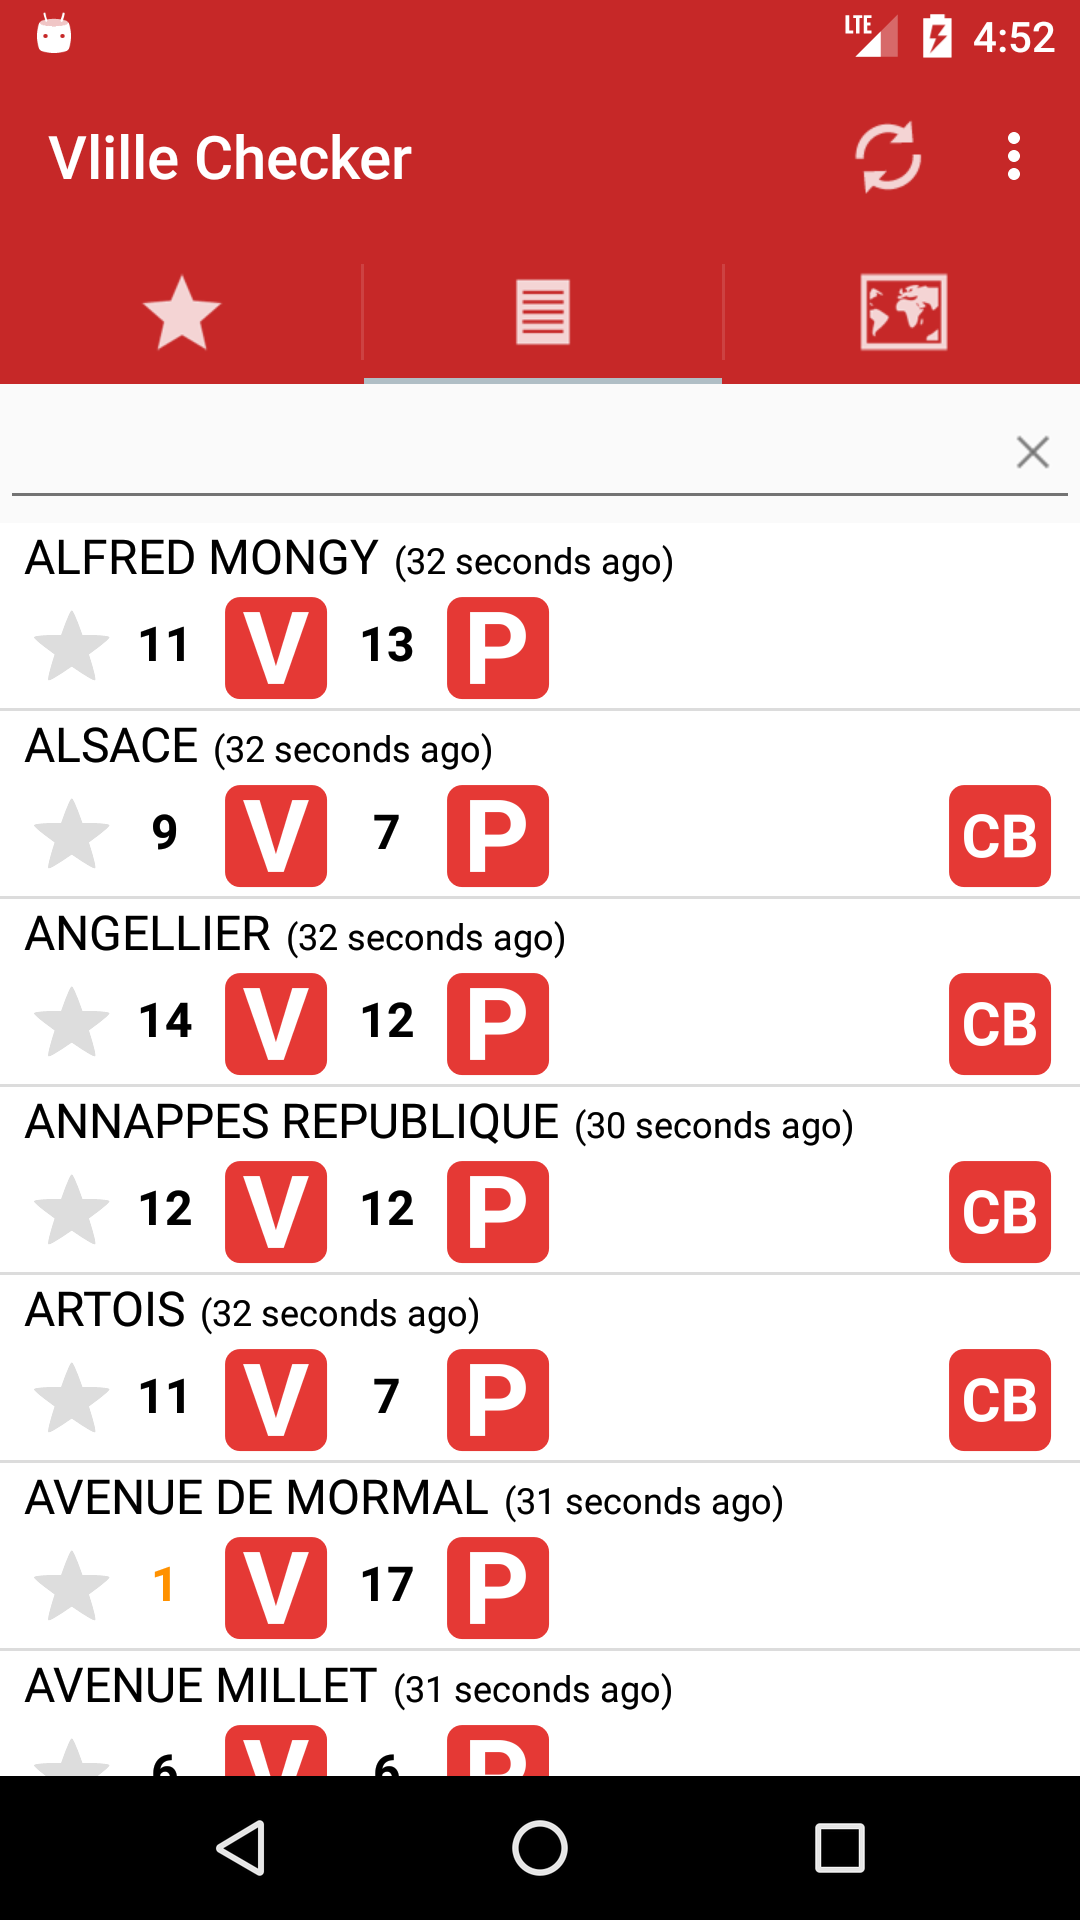 LTE 4:52
Vlille Checker
ALFRED MONGY (32 seconds ago)
11 V 13 P
ALSACE (32 seconds ago)
9 V 7 P CB
ANGELLIER (32 seconds ago)
14 V 12 P CB
ANNAPPES REPUBLIQUE (30 seconds ago)
12 V 12 P CB
ARTOIS (32 seconds ago)
11 V 7 P CB
AVENUE DE MORMAL (31 seconds ago)
1 V 17 P
AVENUE MILLET (31 seconds ago)
6 V 6 P